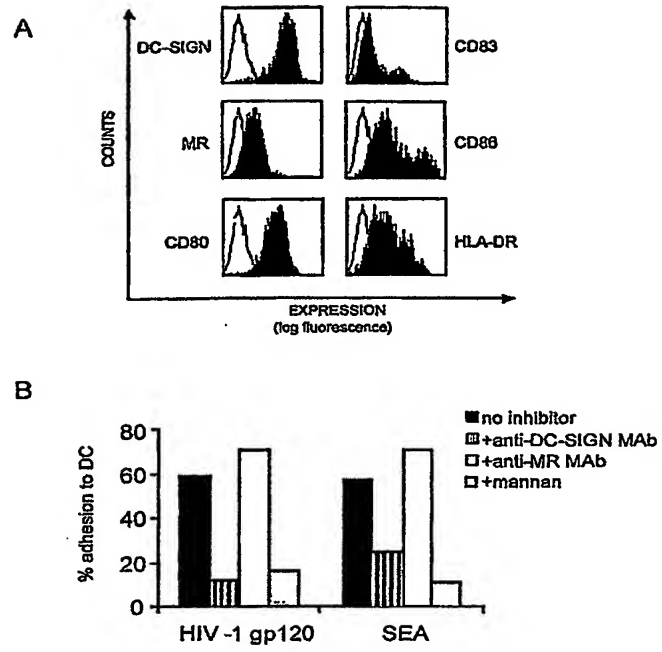 A
DC-SIGN
CD83
MR
CD86
CD80
HLA-DR
COUNTS
EXPRESSION
(log fluorescence)
B
no inhibitor
+anti-DC-SIGN MAb
+anti-MR MAb
+mannan
% adhesion to DC
80
60
40
20
0
HIV -1 gp120
SEA